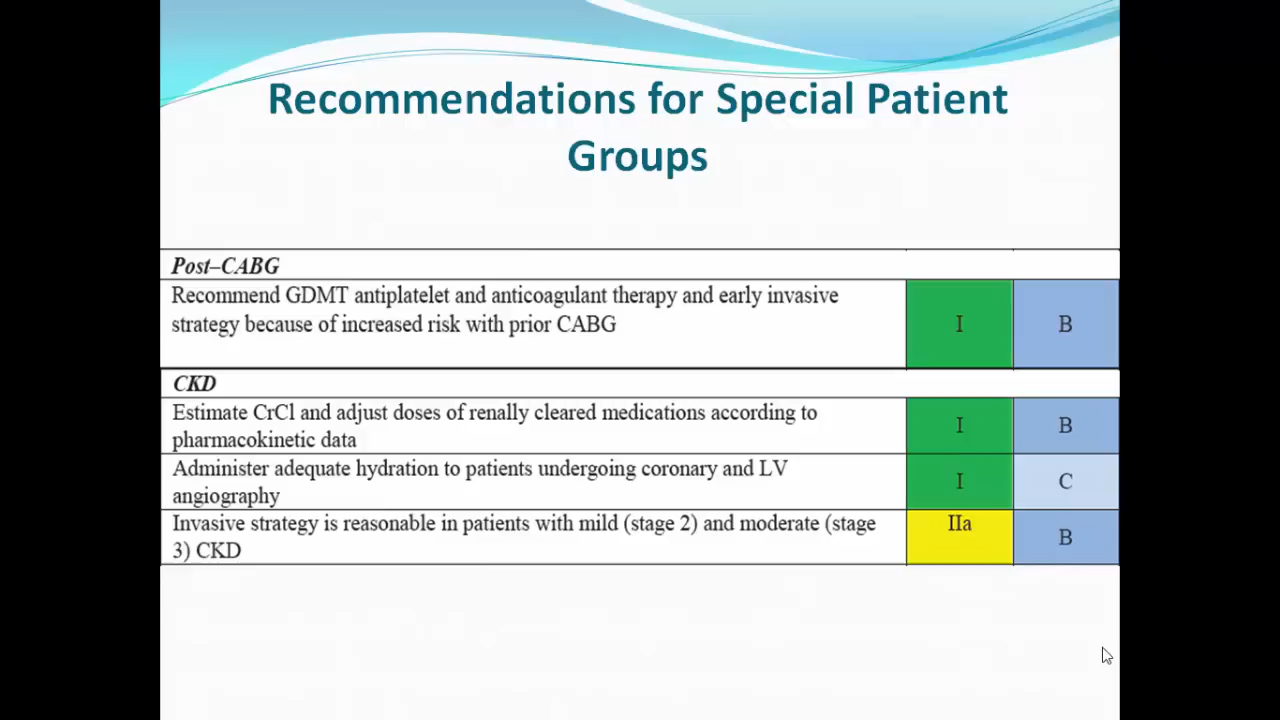 Recommendations for Special Patient
Groups
Post–CABG
Recommend GDMT antiplatelet and anticoagulant therapy and early invasive
strategy because of increased risk with prior CABG
I
B
CKD
Estimate CrCl and adjust doses of renally cleared medications according to
pharmacokinetic data
I
B
Administer adequate hydration to patients undergoing coronary and LV
angiography
I
C
Invasive strategy is reasonable in patients with mild (stage 2) and moderate (stage
3) CKD
IIa
B